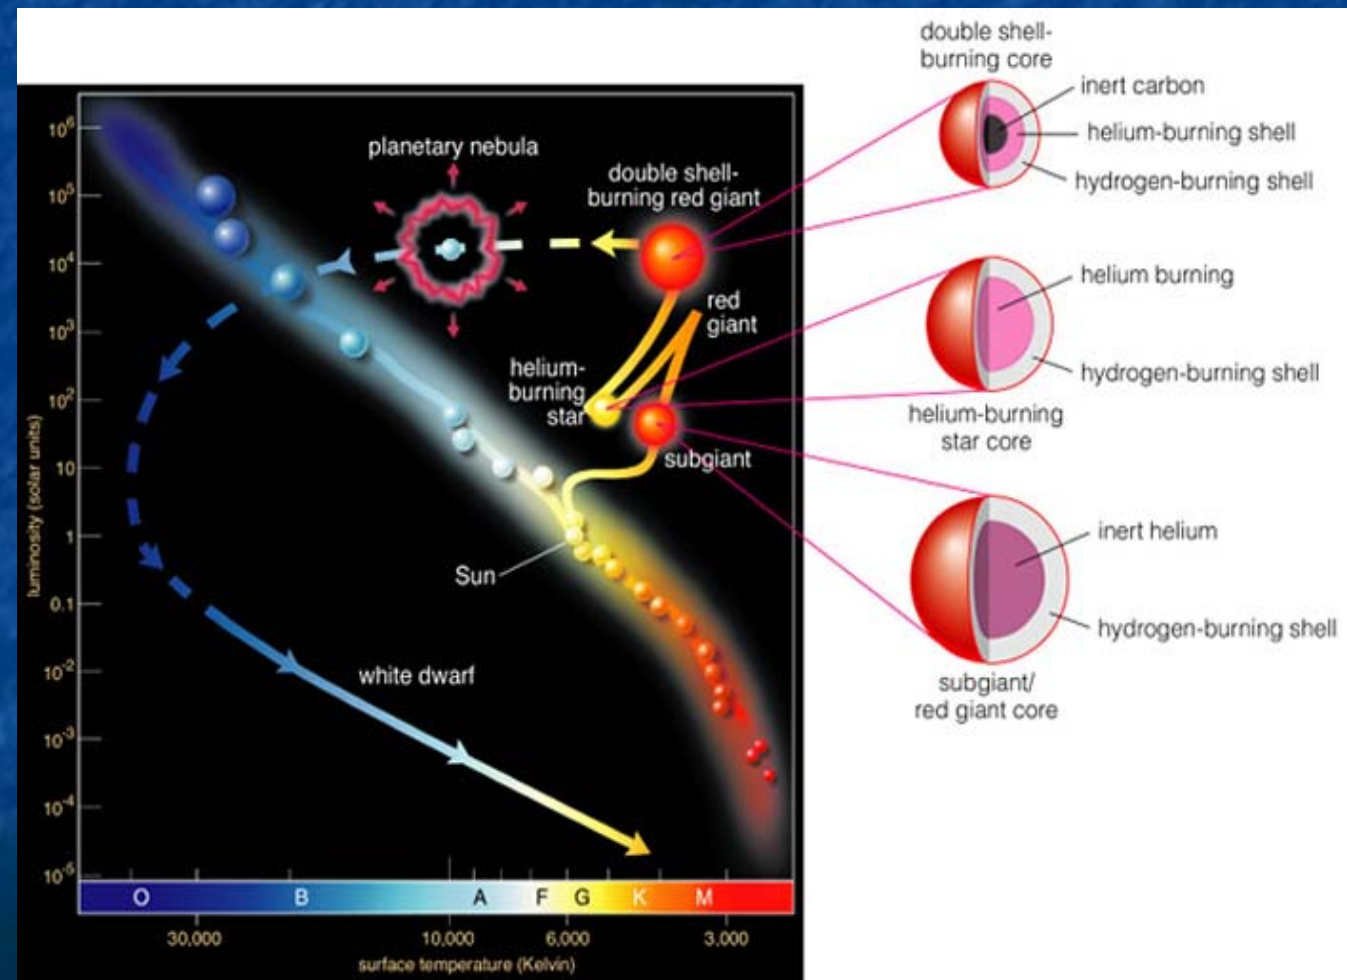 double shell-
burning core
inert carbon
helium-burning shell
hydrogen-burning shell
helium burning
hydrogen-burning shell
helium-burning
star core
inert helium
hydrogen-burning shell
subgiant/
red giant core
planetary nebula
double shell-
burning red giant
red
giant
helium-
burning
star
subgiant
Sun
white dwarf
luminosity (solar units)
10⁶
10⁵
10⁴
10³
10²
10
1
0.1
10⁻²
10⁻³
10⁻⁴
10⁻⁵
O B A F G K M
30,000 10,000 6,000 3,000
surface temperature (Kelvin)